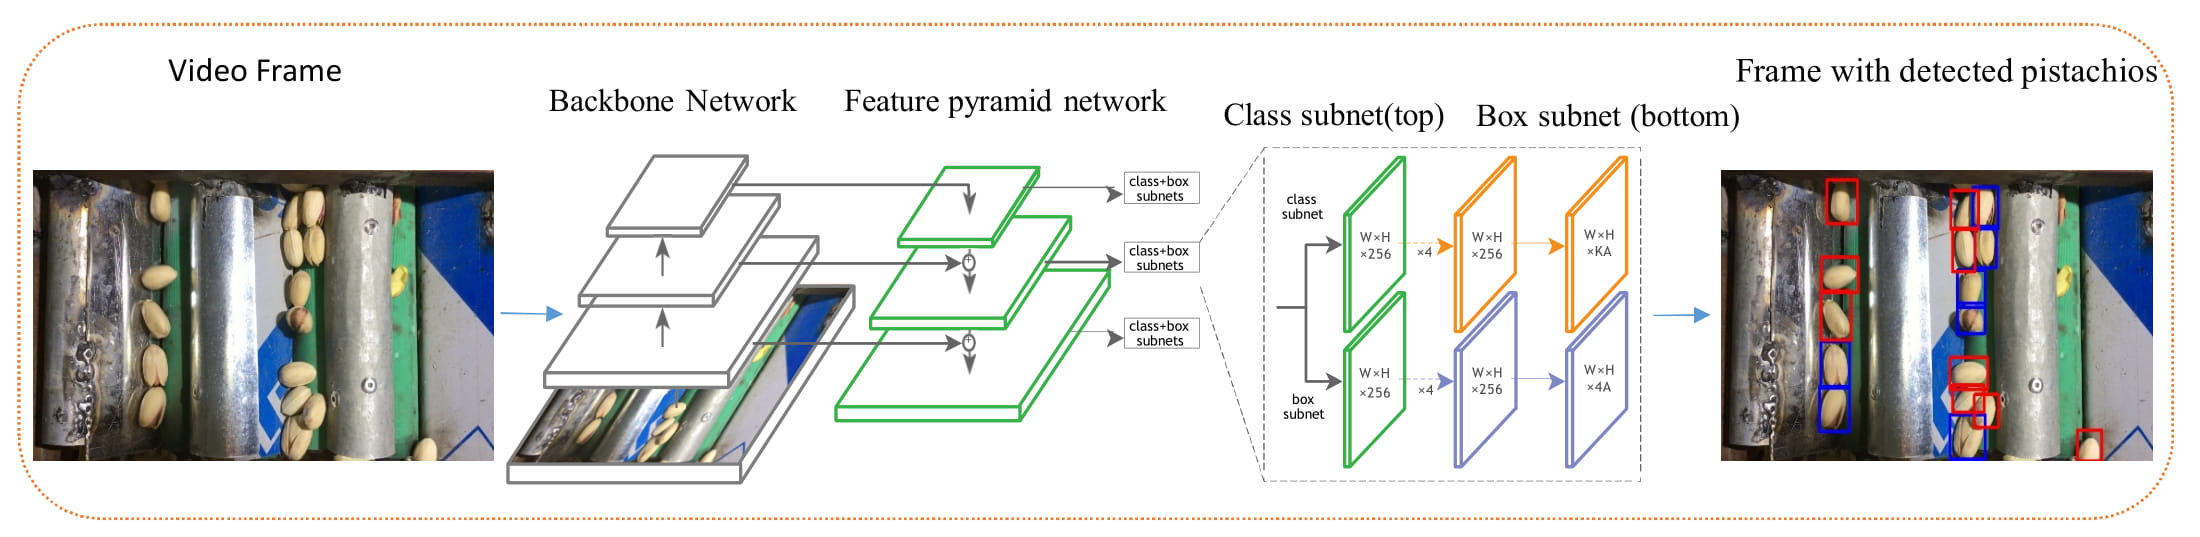 Video Frame
Backbone Network
Feature pyramid network
Class subnet(top)
Box subnet (bottom)
Frame with detected pistachios
class+box
subnets
class+box
subnets
class+box
subnets
class
subnet
W×H
×256
×4
W×H
×256
W×H
×KA
box
subnet
W×H
×256
×4
W×H
×256
W×H
×4A
+
+